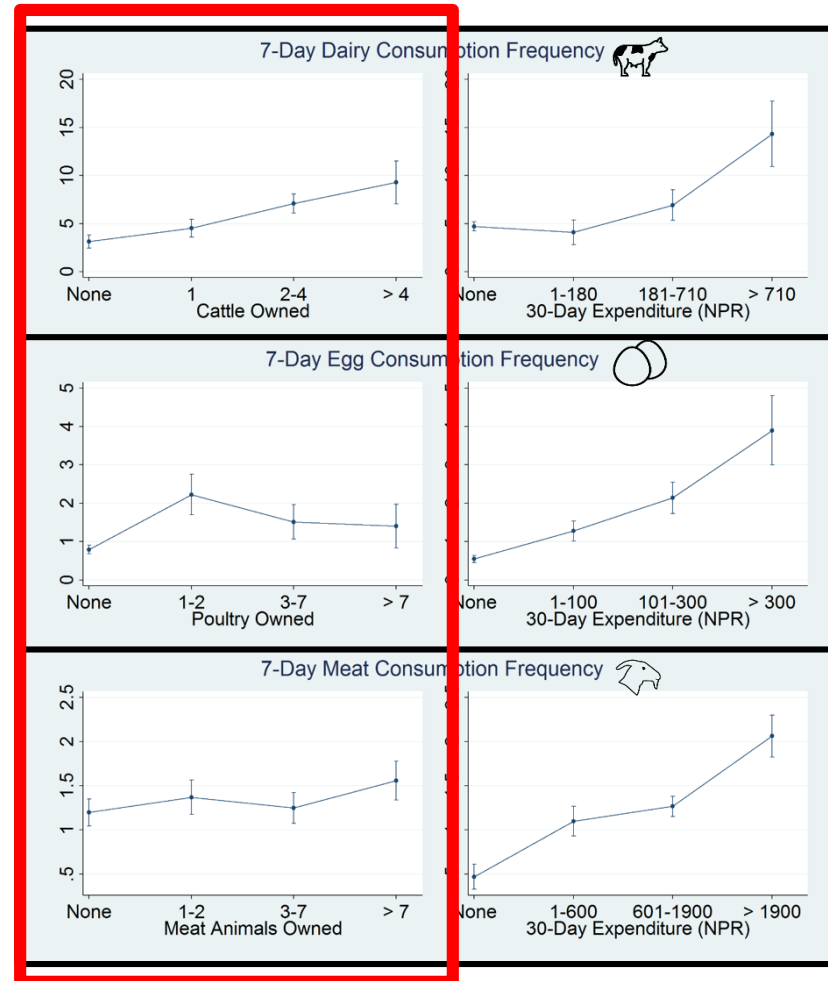 7-Day Dairy Consumption Frequency
20
15
10
5
0
None 1 2-4 > 4
Cattle Owned
None 1-180 181-710 > 710
30-Day Expenditure (NPR)
7-Day Egg Consumption Frequency
5
4
3
2
1
0
None 1-2 3-7 > 7
Poultry Owned
None 1-100 101-300 > 300
30-Day Expenditure (NPR)
7-Day Meat Consumption Frequency
2.5
2
1.5
1
.5
None 1-2 3-7 > 7
Meat Animals Owned
None 1-600 601-1900 > 1900
30-Day Expenditure (NPR)